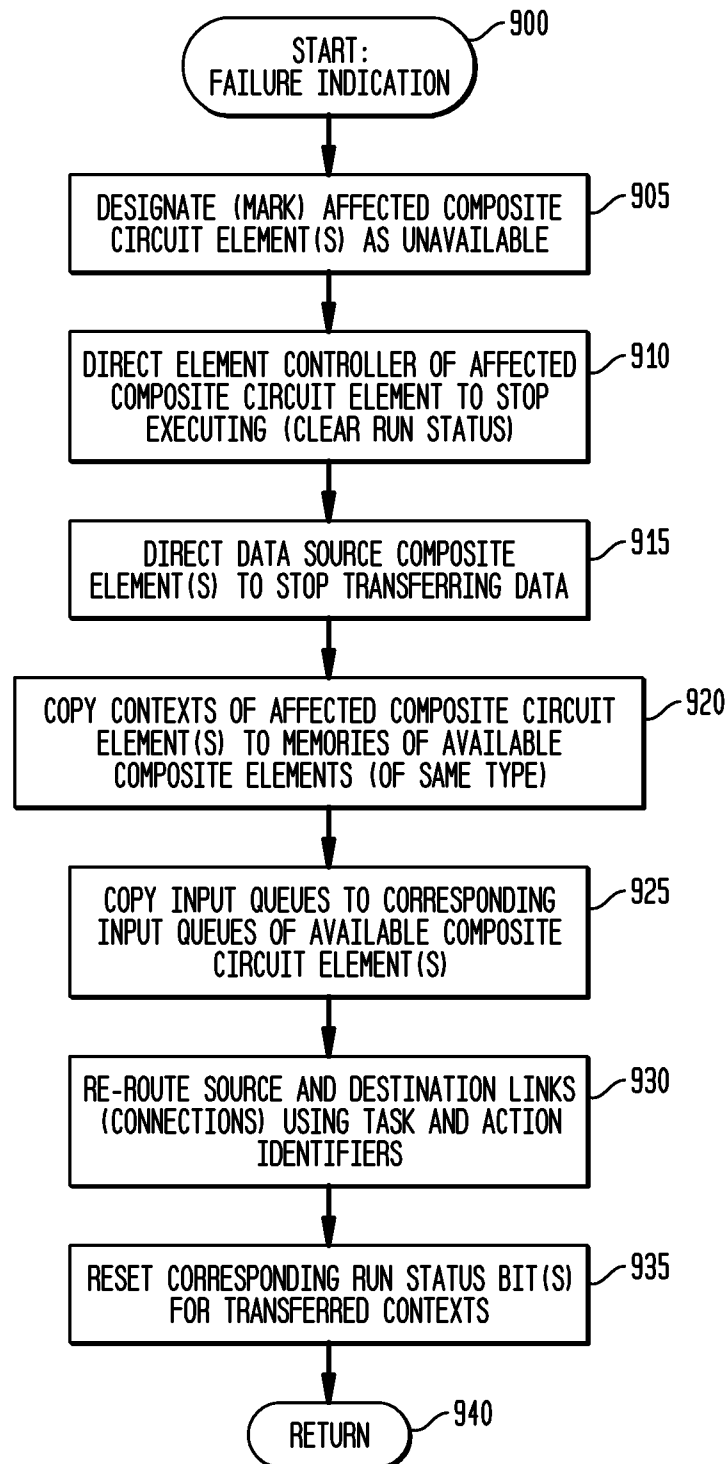 900
START:
FAILURE INDICATION
905
DESIGNATE (MARK) AFFECTED COMPOSITE
CIRCUIT ELEMENT(S) AS UNAVAILABLE
910
DIRECT ELEMENT CONTROLLER OF AFFECTED
COMPOSITE CIRCUIT ELEMENT TO STOP
EXECUTING (CLEAR RUN STATUS)
915
DIRECT DATA SOURCE COMPOSITE
ELEMENT(S) TO STOP TRANSFERRING DATA
920
COPY CONTEXTS OF AFFECTED COMPOSITE CIRCUIT
ELEMENT(S) TO MEMORIES OF AVAILABLE
COMPOSITE ELEMENTS (OF SAME TYPE)
925
COPY INPUT QUEUES TO CORRESPONDING
INPUT QUEUES OF AVAILABLE COMPOSITE
CIRCUIT ELEMENT(S)
930
RE-ROUTE SOURCE AND DESTINATION LINKS
(CONNECTIONS) USING TASK AND ACTION
IDENTIFIERS
935
RESET CORRESPONDING RUN STATUS BIT(S)
FOR TRANSFERRED CONTEXTS
940
RETURN